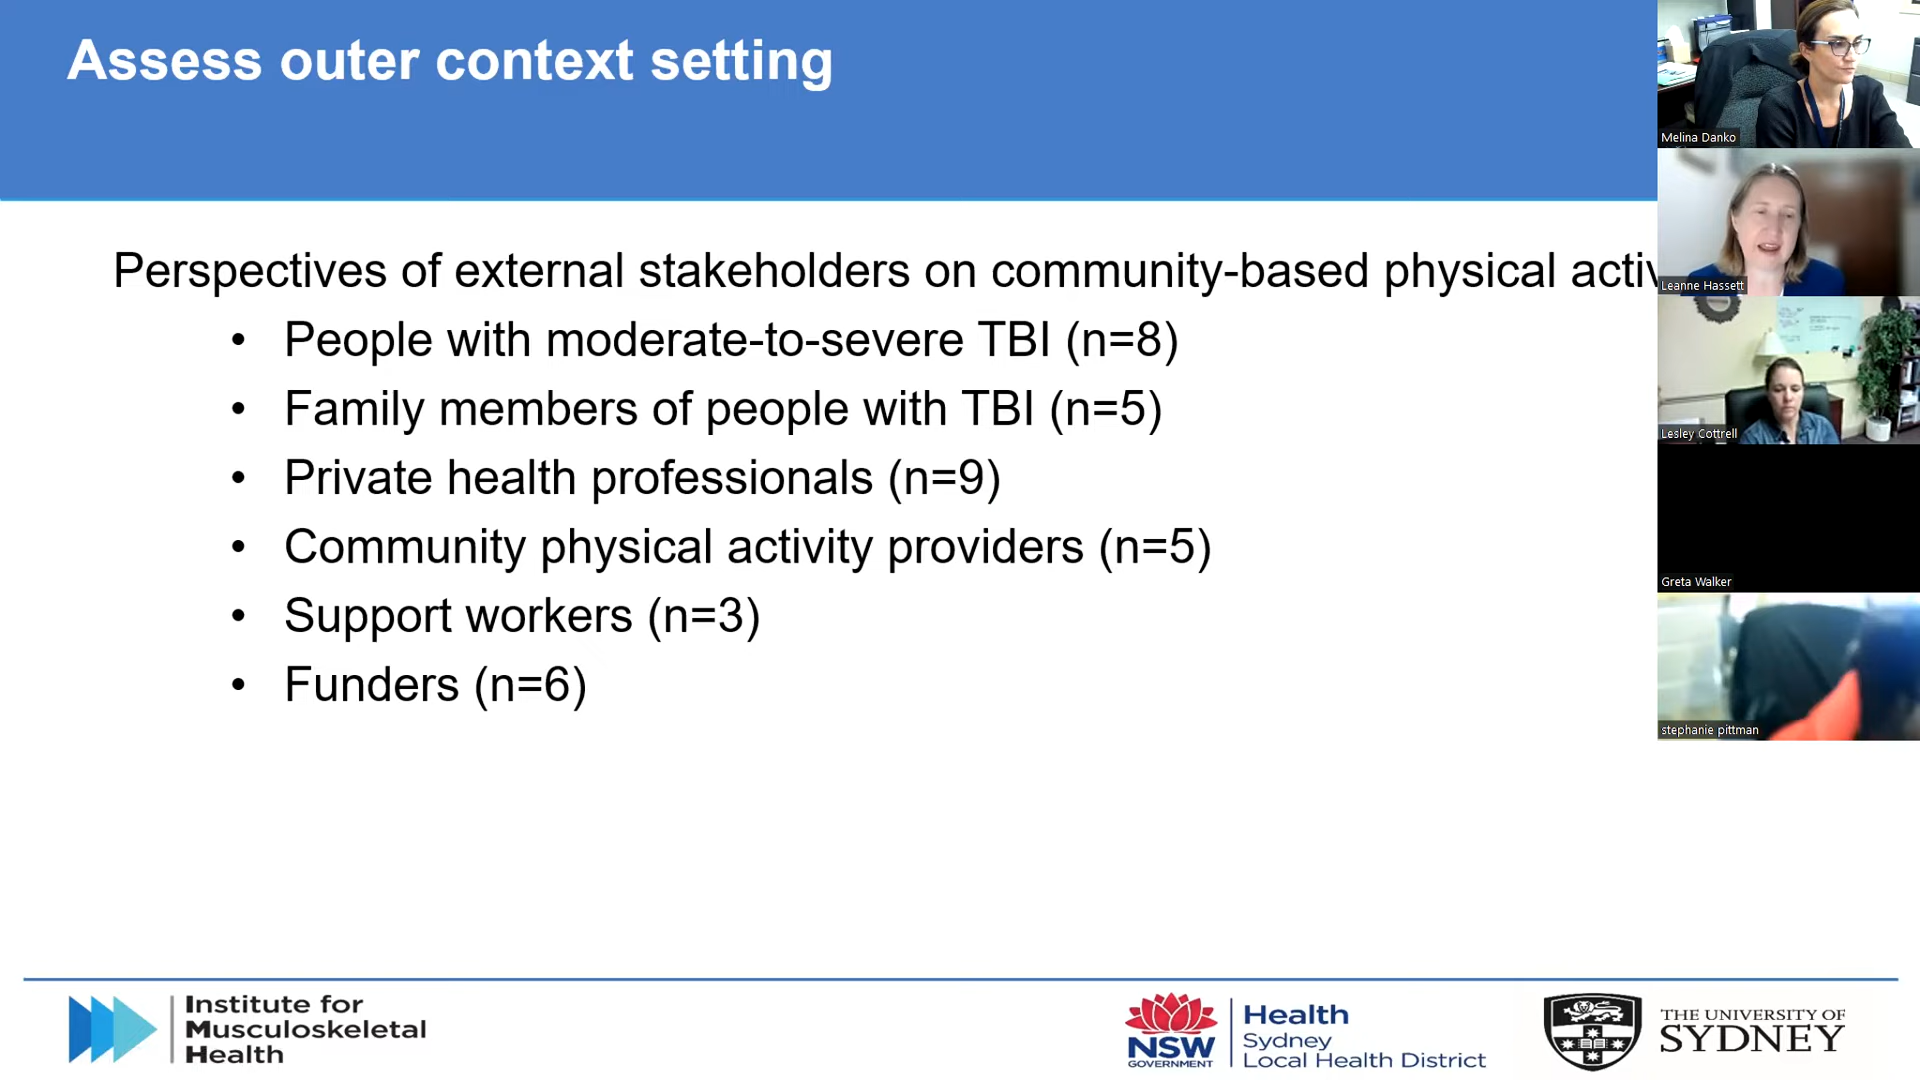 Assess outer context setting
Perspectives of external stakeholders on community-based physical activ
• People with moderate-to-severe TBI (n=8)
• Family members of people with TBI (n=5)
• Private health professionals (n=9)
• Community physical activity providers (n=5)
• Support workers (n=3)
• Funders (n=6)
Melina Danko
Leanne Hassett
Lesley Cottrell
Greta Walker
stephanie pittman
Institute for
Musculoskeletal
Health
NSW
GOVERNMENT
Health
Sydney
Local Health District
THE UNIVERSITY OF
SYDNEY